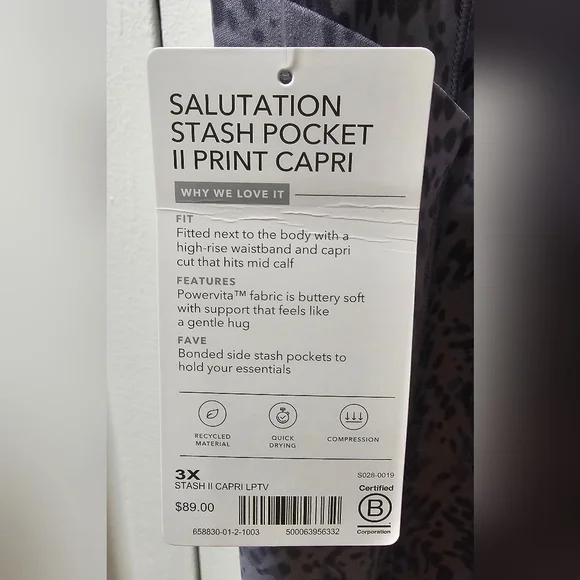 SALUTATION
STASH POCKET
II PRINT CAPRI
WHY WE LOVE IT
FIT
Fitted next to the body with a
high-rise waistband and capri
cut that hits mid calf
FEATURES
Powervita™ fabric is buttery soft
with support that feels like
a gentle hug
FAVE
Bonded side stash pockets to
hold your essentials
RECYCLED
MATERIAL
QUICK
DRYING
COMPRESSION
3X
S028-0019
STASH II CAPRI LPTV
$89.00
658830-01-2-1003
500063956332
Certified
B
Corporation